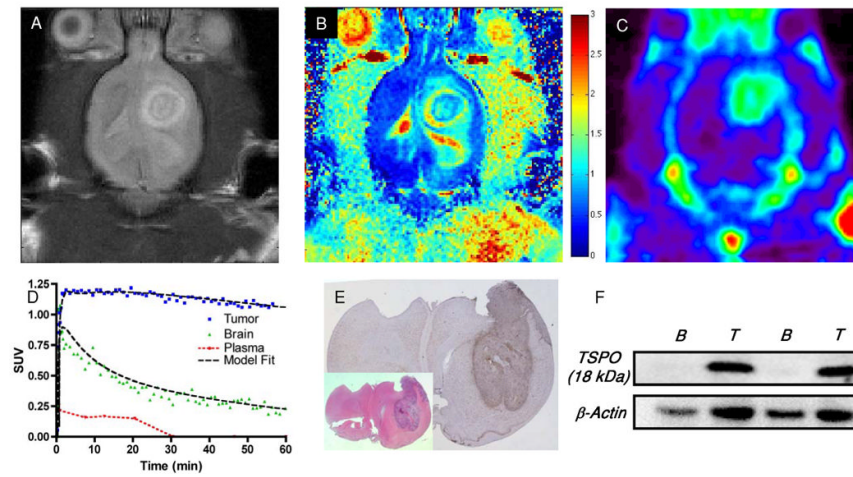 A
B
3
2.5
2
1.5
1
0.5
0
C
D
1.25
1.00
0.75
0.50
0.25
0.00
SUV
0 10 20 30 40 50 60
Time (min)
Tumor
Brain
Plasma
Model Fit
E
F
B T B T
TSPO
(18 kDa)
β-Actin